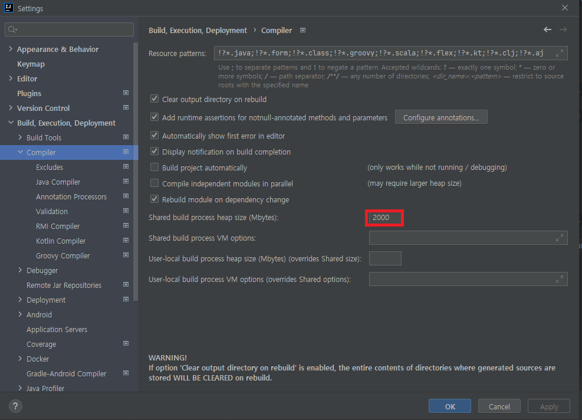 Settings
Appearance & Behavior
Keymap
Editor
Plugins
Version Control
Build, Execution, Deployment
Build Tools
Compiler
Excludes
Java Compiler
Annotation Processors
Validation
RMI Compiler
Kotlin Compiler
Groovy Compiler
Debugger
Remote Jar Repositories
Deployment
Android
Application Servers
Coverage
Docker
Gradle-Android Compiler
Java Profiler
Build, Execution, Deployment › Compiler
Resource patterns: !?*.java;!?*.form;!?*.class;!?*.groovy;!?*.scala;!?*.flex;!?*.kt;!?*.clj;!?*.aj
Use ; to separate patterns and ! to negate a pattern. Accepted wildcards: ? — exactly one symbol; * — zero or
more symbols; / — path separator; /**/ — any number of directories; <dir_name>:<pattern> — restrict to source
roots with the specified name
Clear output directory on rebuild
Add runtime assertions for notnull-annotated methods and parameters Configure annotations...
Automatically show first error in editor
Display notification on build completion
Build project automatically (only works while not running / debugging)
Compile independent modules in parallel (may require larger heap size)
Rebuild module on dependency change
Shared build process heap size (Mbytes): 2000
Shared build process VM options:
User-local build process heap size (Mbytes) (overrides Shared size):
User-local build process VM options (overrides Shared options):
WARNING!
If option 'Clear output directory on rebuild' is enabled, the entire contents of directories where generated sources are
stored WILL BE CLEARED on rebuild.
?
OK Cancel Apply